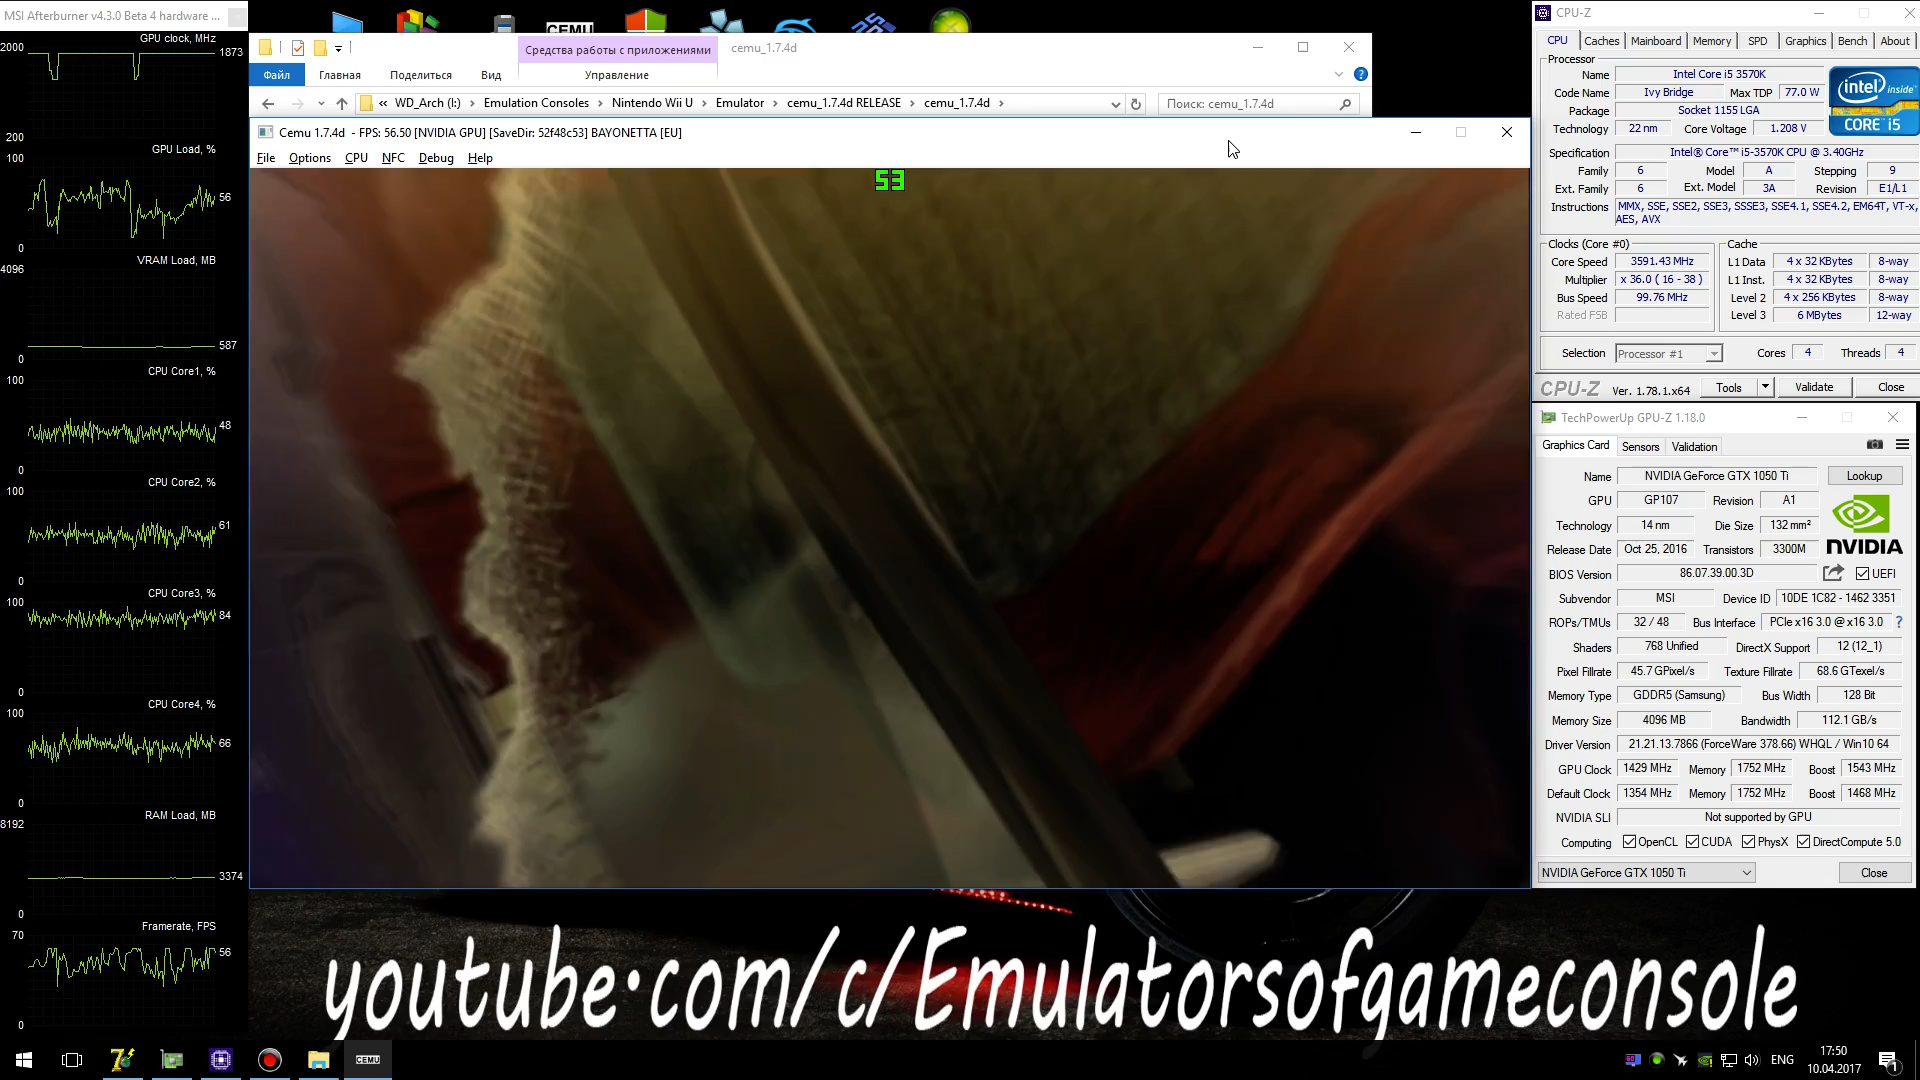 MSI Afterburner v4.3.0 Beta 4 hardware ...
GPU clock, MHz
2000
1873
200
GPU Load, %
100
56
0
VRAM Load, MB
4096
587
0
CPU Core1, %
100
48
0
CPU Core2, %
100
61
0
CPU Core3, %
100
84
0
CPU Core4, %
100
66
0
RAM Load, MB
8192
3374
0
Framerate, FPS
70
56
0
CEMU
Средства работы с приложениями
cemu_1.7.4d
Файл Главная Поделиться Вид Управление
« WD_Arch (I:) > Emulation Consoles > Nintendo Wii U > Emulator > cemu_1.7.4d RELEASE > cemu_1.7.4d >
Поиск: cemu_1.7.4d
Cemu 1.7.4d - FPS: 56.50 [NVIDIA GPU] [SaveDir: 52f48c53] BAYONETTA [EU]
File Options CPU NFC Debug Help
53
CPU-Z
CPU Caches Mainboard Memory SPD Graphics Bench About
Processor
Name Intel Core i5 3570K
Code Name Ivy Bridge Max TDP 77.0 W
Package Socket 1155 LGA
Technology 22 nm Core Voltage 1.208 V
intel inside™
CORE i5
Specification Intel® Core™ i5-3570K CPU @ 3.40GHz
Family 6 Model A Stepping 9
Ext. Family 6 Ext. Model 3A Revision E1/L1
Instructions MMX, SSE, SSE2, SSE3, SSSE3, SSE4.1, SSE4.2, EM64T, VT-x,
AES, AVX
Clocks (Core #0)
Core Speed 3591.43 MHz
Multiplier x 36.0 ( 16 - 38 )
Bus Speed 99.76 MHz
Rated FSB
Cache
L1 Data 4 x 32 KBytes 8-way
L1 Inst. 4 x 32 KBytes 8-way
Level 2 4 x 256 KBytes 8-way
Level 3 6 MBytes 12-way
Selection Processor #1 Cores 4 Threads 4
CPU-Z Ver. 1.78.1.x64 Tools Validate Close
TechPowerUp GPU-Z 1.18.0
Graphics Card Sensors Validation
Name NVIDIA GeForce GTX 1050 Ti Lookup
GPU GP107 Revision A1
Technology 14 nm Die Size 132 mm²
Release Date Oct 25, 2016 Transistors 3300M
NVIDIA
BIOS Version 86.07.39.00.3D UEFI
Subvendor MSI Device ID 10DE 1C82 - 1462 3351
ROPs/TMUs 32 / 48 Bus Interface PCIe x16 3.0 @ x16 3.0 ?
Shaders 768 Unified DirectX Support 12 (12_1)
Pixel Fillrate 45.7 GPixel/s Texture Fillrate 68.6 GTexel/s
Memory Type GDDR5 (Samsung) Bus Width 128 Bit
Memory Size 4096 MB Bandwidth 112.1 GB/s
Driver Version 21.21.13.7866 (ForceWare 378.66) WHQL / Win10 64
GPU Clock 1429 MHz Memory 1752 MHz Boost 1543 MHz
Default Clock 1354 MHz Memory 1752 MHz Boost 1468 MHz
NVIDIA SLI Not supported by GPU
Computing OpenCL CUDA PhysX DirectCompute 5.0
NVIDIA GeForce GTX 1050 Ti Close
youtube.com/c/Emulatorsofgameconsole
CEMU
ENG
17:50
10.04.2017
1